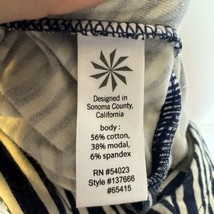 Designed in
Sonoma County,
California
body :
56% cotton,
38% modal,
6% spandex
RN #54023
Style #137666
#65415